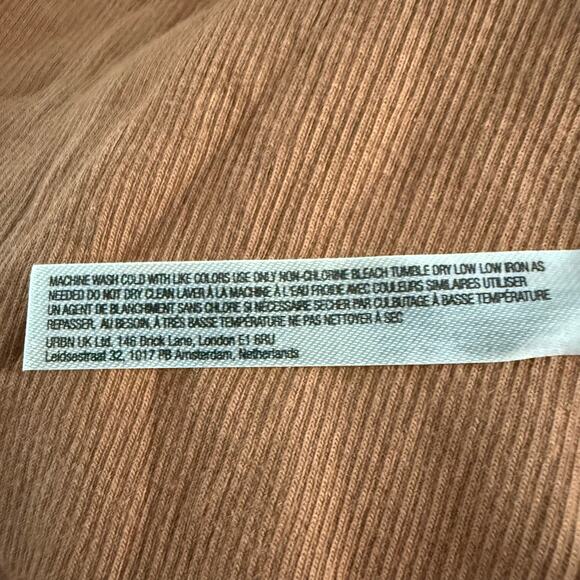 MACHINE WASH COLD WITH LIKE COLORS USE ONLY NON-CHLORINE BLEACH TUMBLE DRY LOW LOW IRON AS
NEEDED DO NOT DRY CLEAN LAVER À LA MACHINE À L'EAU FROIDE AVEC COULEURS SIMILAIRES UTILISER
UN AGENT DE BLANCHIMENT SANS CHLORE SI NÉCESSAIRE SECHER PAR CULBUTAGE À BASSE TEMPÉRATURE
REPASSER, AU BESOIN, À TRÈS BASSE TEMPÉRATURE NE PAS NETTOYER À SEC
URBN UK Ltd. 146 Brick Lane, London E1 6RU
Leidsestraat 32, 1017 PB Amsterdam, Netherlands